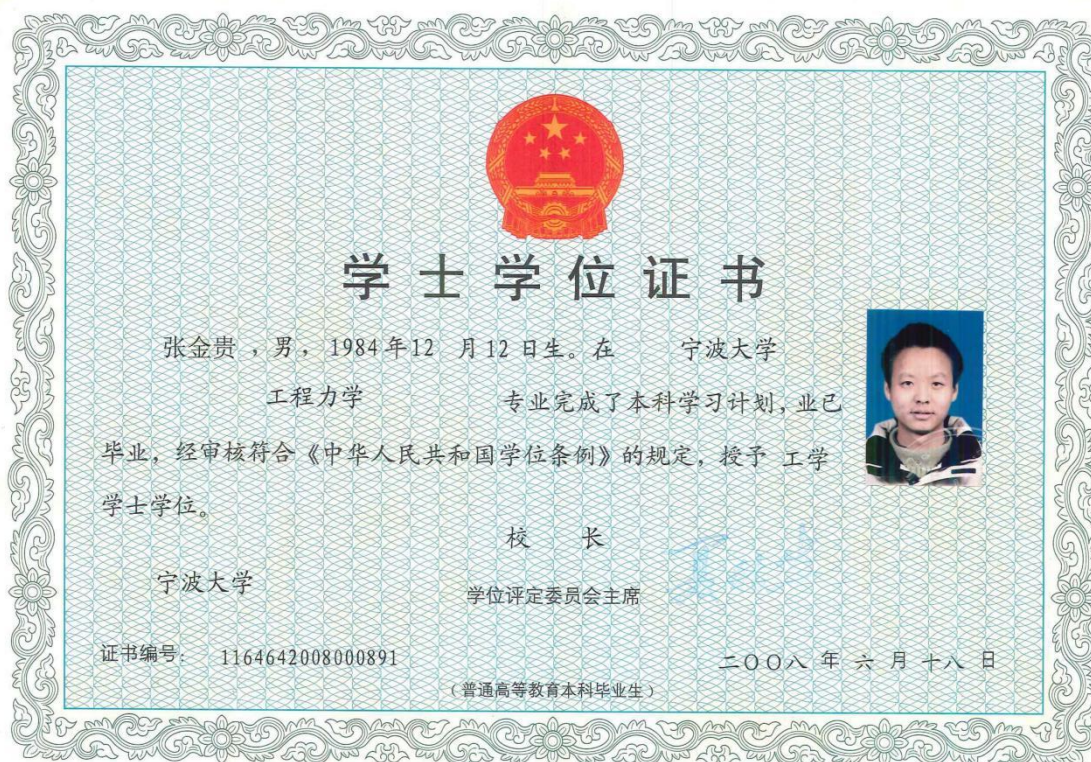 学士学位证书
张金贵 ，男， 1984年12 月12日生。在 宁波大学
工程力学 专业完成了本科学习计划，业已
毕业，经审核符合《中华人民共和国学位条例》的规定，授予 工学
学士学位。
校 长
宁波大学
学位评定委员会主席
证书编号： 1164642008000891
二〇〇八 年 六 月 十八 日
（普通高等教育本科毕业生）